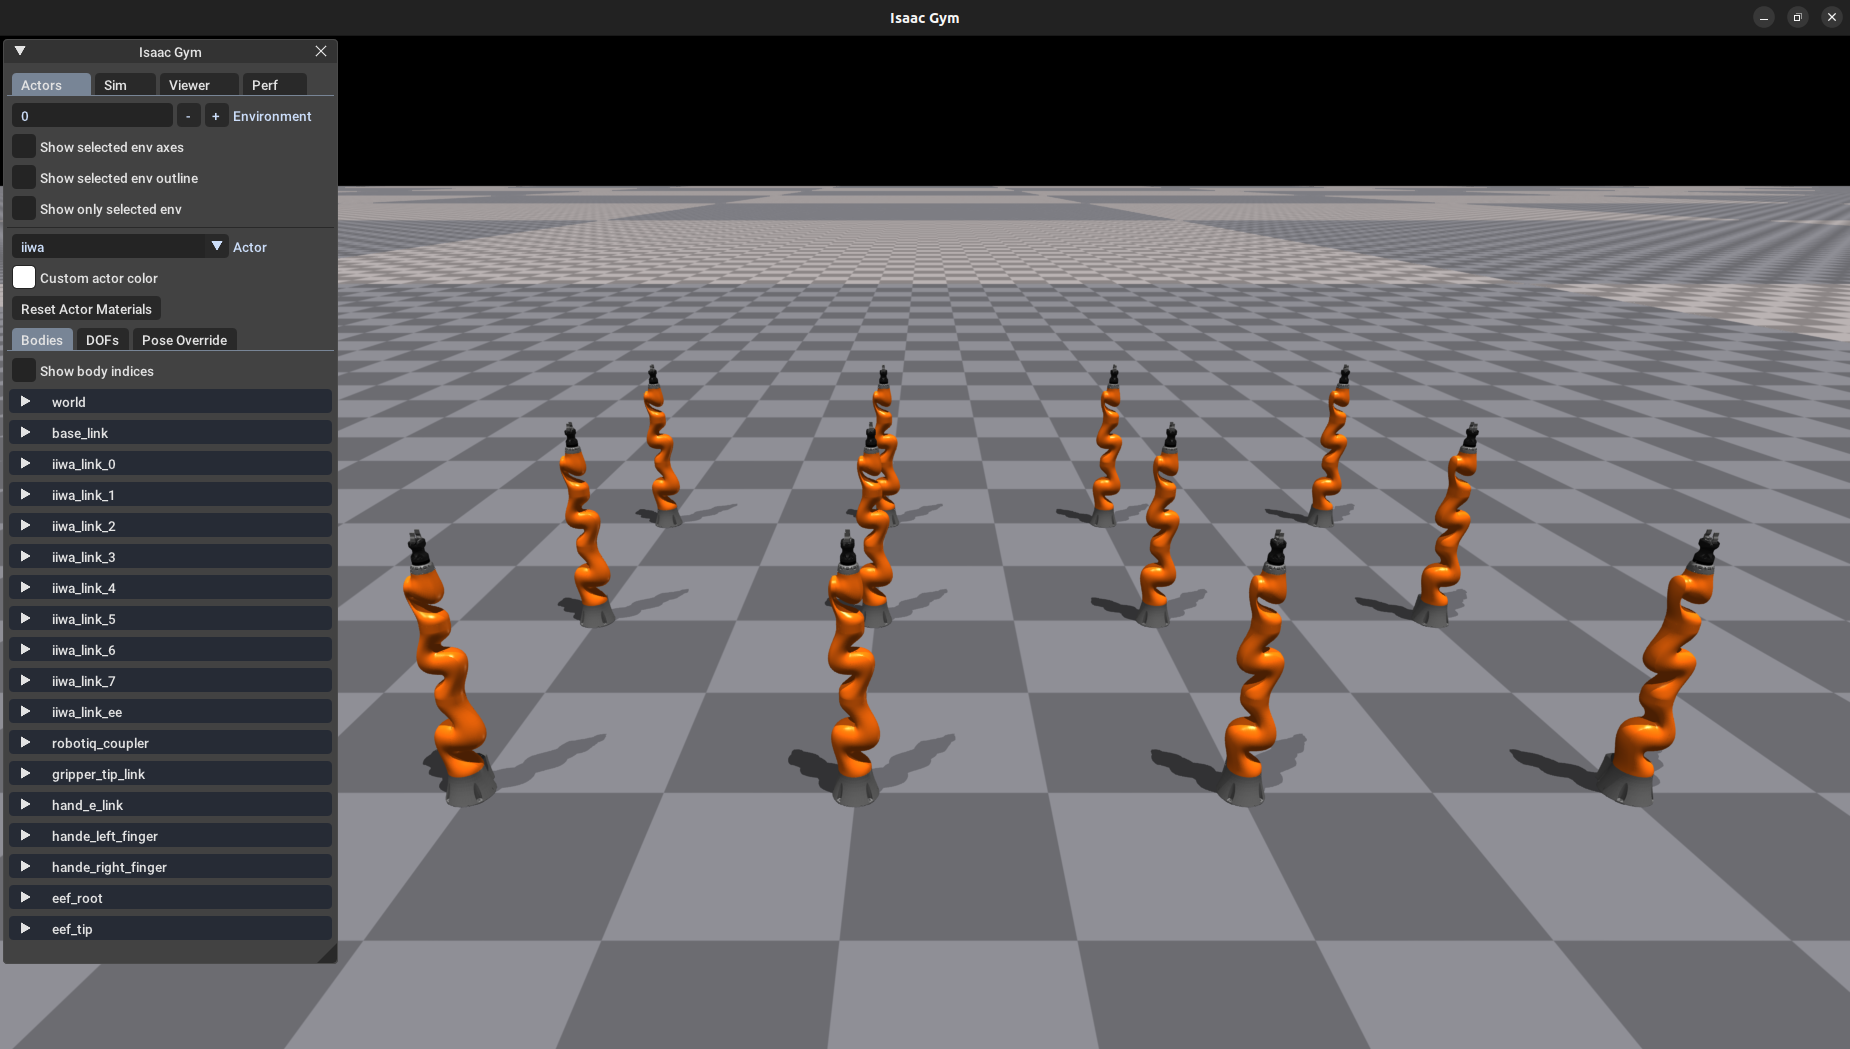 Isaac Gym
Isaac Gym
Actors Sim Viewer Perf
0 - + Environment
Show selected env axes
Show selected env outline
Show only selected env
iiwa Actor
Custom actor color
Reset Actor Materials
Bodies DOFs Pose Override
Show body indices
world
base_link
iiwa_link_0
iiwa_link_1
iiwa_link_2
iiwa_link_3
iiwa_link_4
iiwa_link_5
iiwa_link_6
iiwa_link_7
iiwa_link_ee
robotiq_coupler
gripper_tip_link
hand_e_link
hande_left_finger
hande_right_finger
eef_root
eef_tip